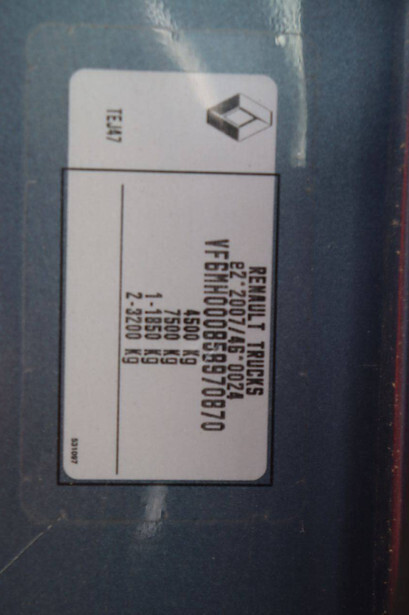 TEJ47
RENAULT TRUCKS
e2*2007/46*0024
VF6MH000858970870
4500 Kg
7500 Kg
1-1850 Kg
2-3200 Kg
531097